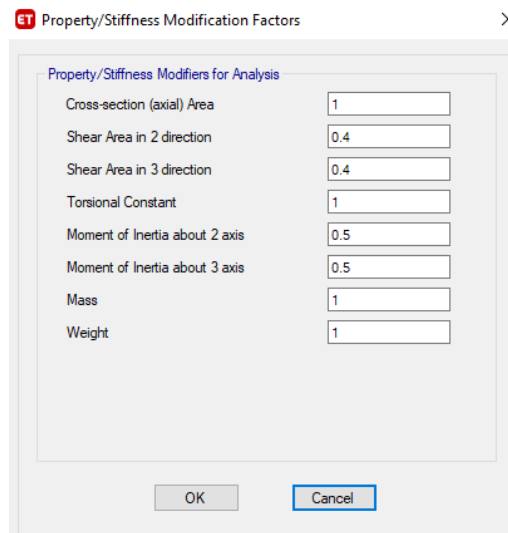 ET Property/Stiffness Modification Factors
Property/Stiffness Modifiers for Analysis
Cross-section (axial) Area 1
Shear Area in 2 direction 0.4
Shear Area in 3 direction 0.4
Torsional Constant 1
Moment of Inertia about 2 axis 0.5
Moment of Inertia about 3 axis 0.5
Mass 1
Weight 1
OK Cancel